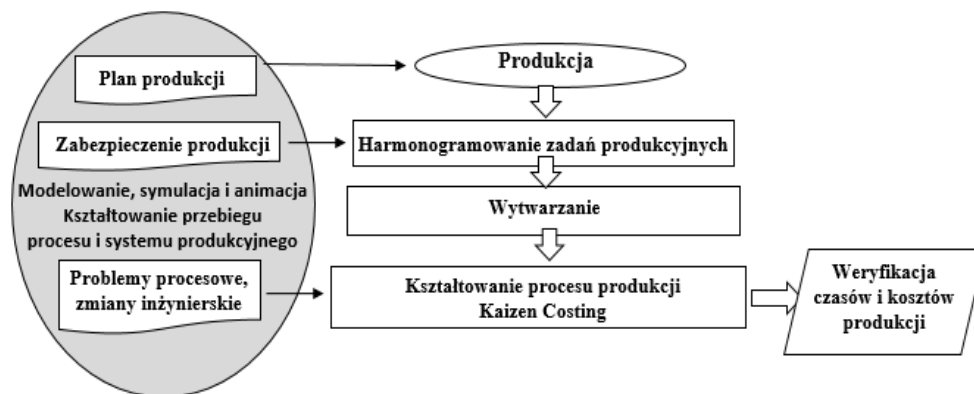 Plan produkcji
Produkcja
Zabezpieczenie produkcji
Harmonogramowanie zadań produkcyjnych
Modelowanie, symulacja i animacja
Kształtowanie przebiegu
procesu i systemu produkcyjnego
Wytwarzanie
Problemy procesowe,
zmiany inżynierskie
Kształtowanie procesu produkcji
Kaizen Costing
Weryfikacja
czasów i kosztów
produkcji